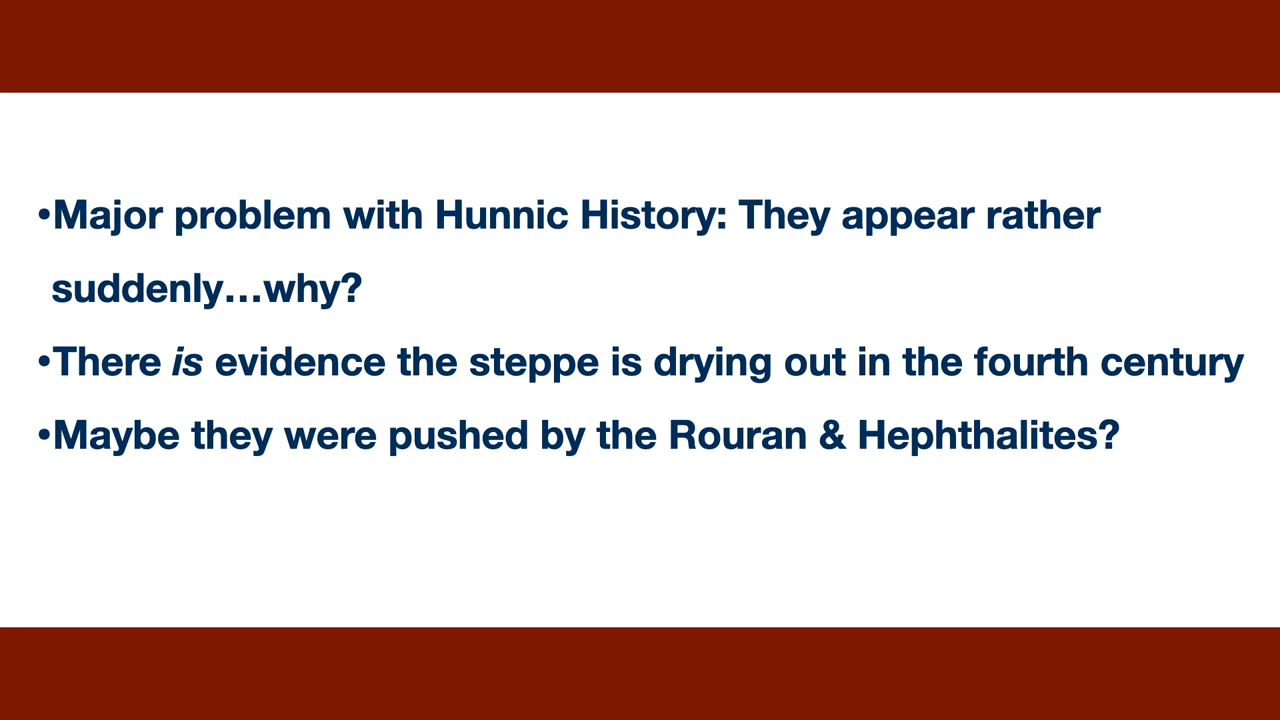 •Major problem with Hunnic History: They appear rather
suddenly…why?
•There is evidence the steppe is drying out in the fourth century
•Maybe they were pushed by the Rouran & Hephthalites?